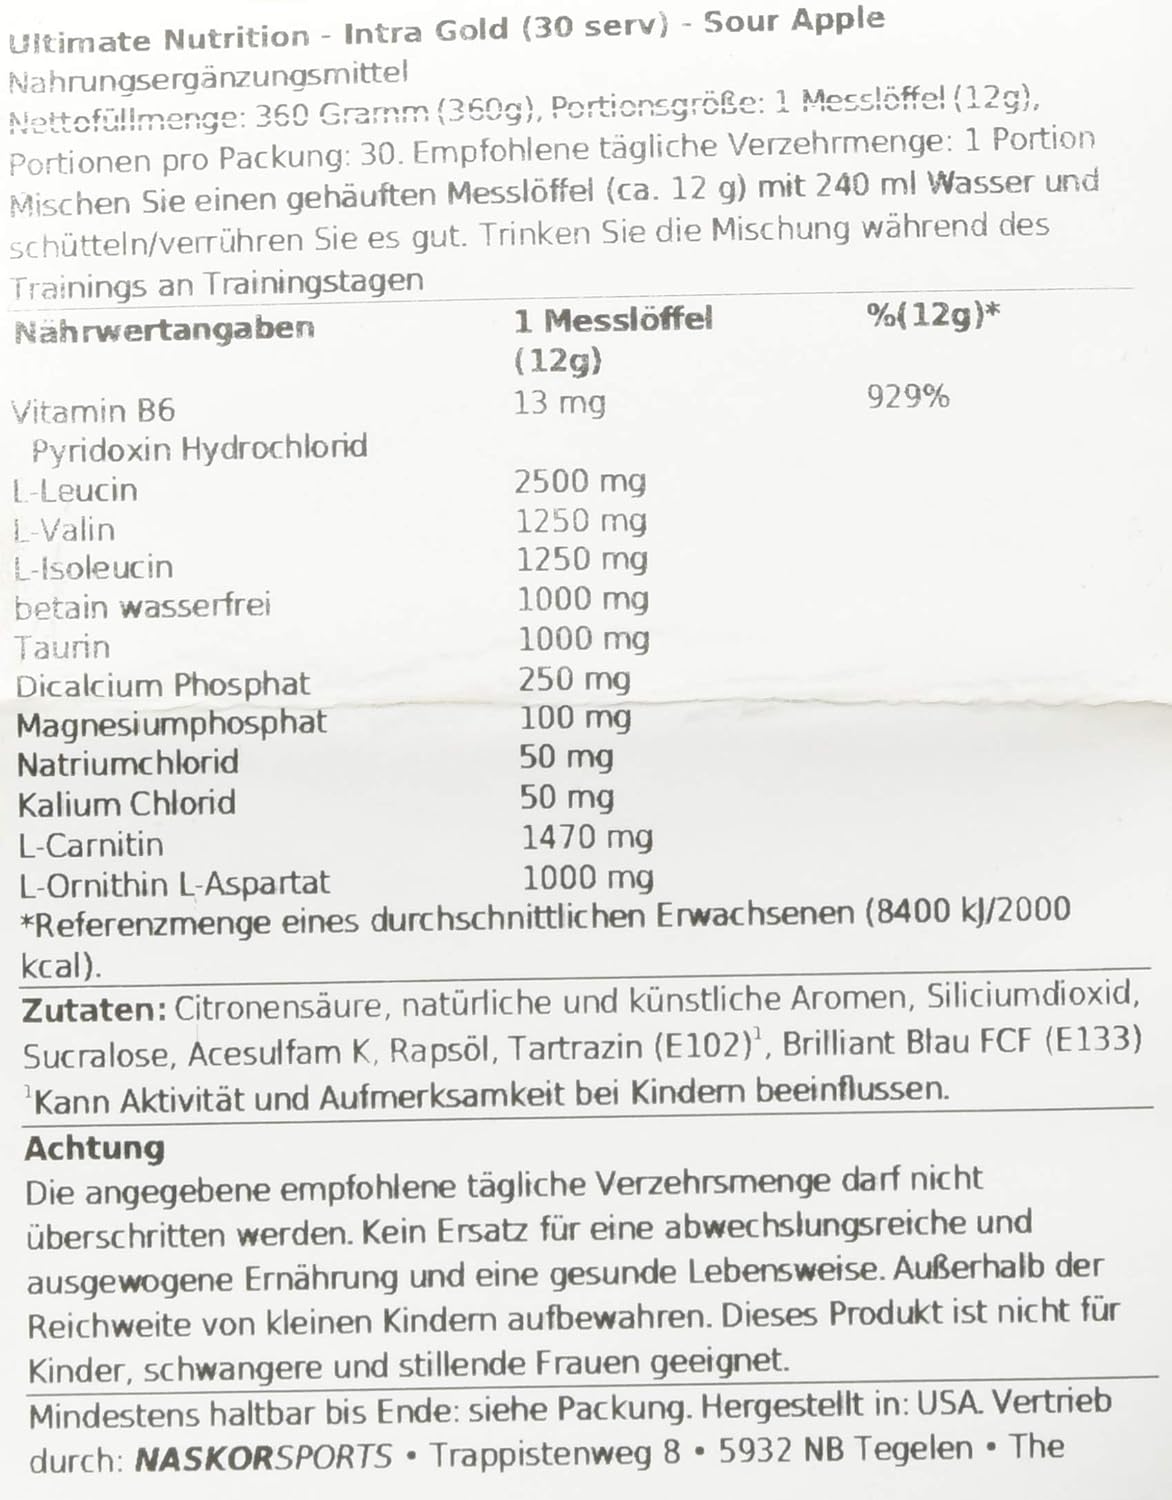 Ultimate Nutrition - Intra Gold (30 serv) - Sour Apple
Nahrungsergänzungsmittel
Nettofüllmenge: 360 Gramm (360g), Portionsgröße: 1 Messlöffel (12g),
Portionen pro Packung: 30. Empfohlene tägliche Verzehrmenge: 1 Portion
Mischen Sie einen gehäuften Messlöffel (ca. 12 g) mit 240 ml Wasser und
schütteln/verrühren Sie es gut. Trinken Sie die Mischung während des
Trainings an Trainingstagen
Nährwertangaben 1 Messlöffel (12g) %(12g)*
Vitamin B6 13 mg 929%
Pyridoxin Hydrochlorid
L-Leucin 2500 mg
L-Valin 1250 mg
L-Isoleucin 1250 mg
betain wasserfrei 1000 mg
Taurin 1000 mg
Dicalcium Phosphat 250 mg
Magnesiumphosphat 100 mg
Natriumchlorid 50 mg
Kalium Chlorid 50 mg
L-Carnitin 1470 mg
L-Ornithin L-Aspartat 1000 mg
*Referenzmenge eines durchschnittlichen Erwachsenen (8400 kJ/2000
kcal).
Zutaten: Citronensäure, natürliche und künstliche Aromen, Siliciumdioxid,
Sucralose, Acesulfam K, Rapsöl, Tartrazin (E102)¹, Brilliant Blau FCF (E133)
¹Kann Aktivität und Aufmerksamkeit bei Kindern beeinflussen.
Achtung
Die angegebene empfohlene tägliche Verzehrsmenge darf nicht
überschritten werden. Kein Ersatz für eine abwechslungsreiche und
ausgewogene Ernährung und eine gesunde Lebensweise. Außerhalb der
Reichweite von kleinen Kindern aufbewahren. Dieses Produkt ist nicht für
Kinder, schwangere und stillende Frauen geeignet.
Mindestens haltbar bis Ende: siehe Packung. Hergestellt in: USA. Vertrieb
durch: NASKORSPORTS • Trappistenweg 8 • 5932 NB Tegelen • The